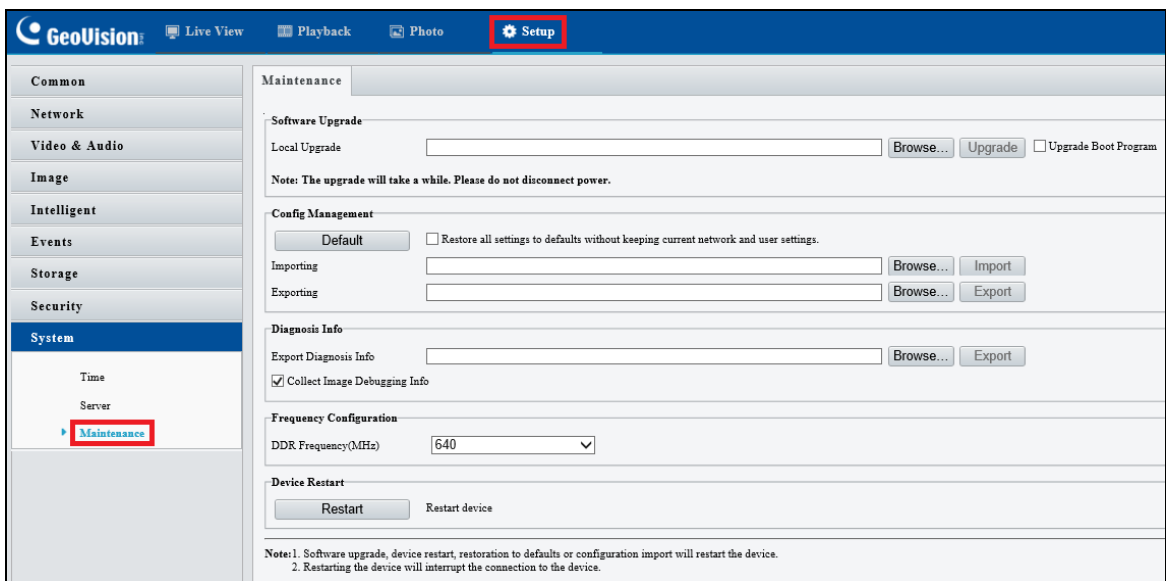 GeoVision Live View Playback Photo Setup
Common
Network
Video & Audio
Image
Intelligent
Events
Storage
Security
System
Time
Server
Maintenance
Maintenance
Software Upgrade
Local Upgrade Browse... Upgrade Upgrade Boot Program
Note: The upgrade will take a while. Please do not disconnect power.
Config Management
Default Restore all settings to defaults without keeping current network and user settings.
Importing Browse... Import
Exporting Browse... Export
Diagnosis Info
Export Diagnosis Info Browse... Export
Collect Image Debugging Info
Frequency Configuration
DDR Frequency(MHz) 640
Device Restart
Restart Restart device
Note:1. Software upgrade, device restart, restoration to defaults or configuration import will restart the device.
2. Restarting the device will interrupt the connection to the device.